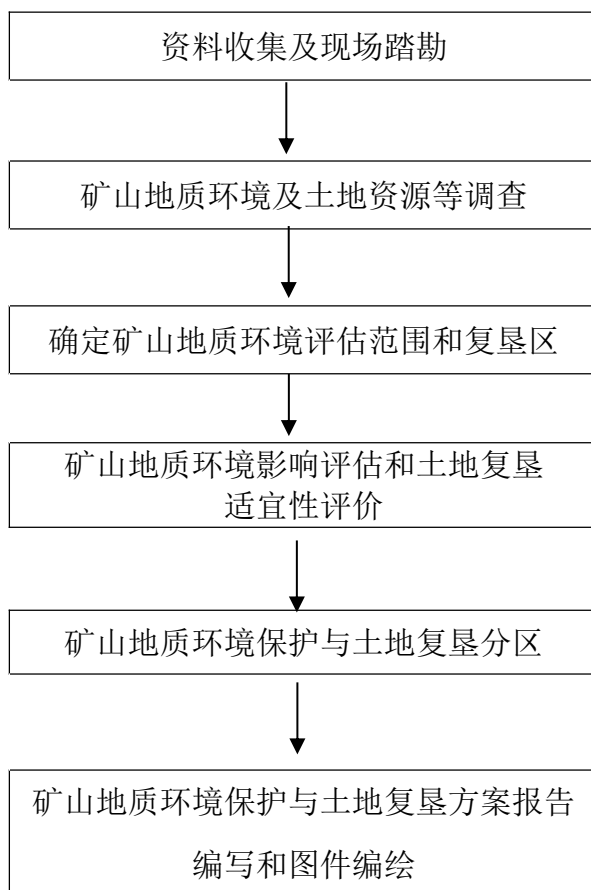 资料收集及现场踏勘
矿山地质环境及土地资源等调查
确定矿山地质环境评估范围和复垦区
矿山地质环境影响评估和土地复垦
适宜性评价
矿山地质环境保护与土地复垦分区
矿山地质环境保护与土地复垦方案报告
编写和图件编绘